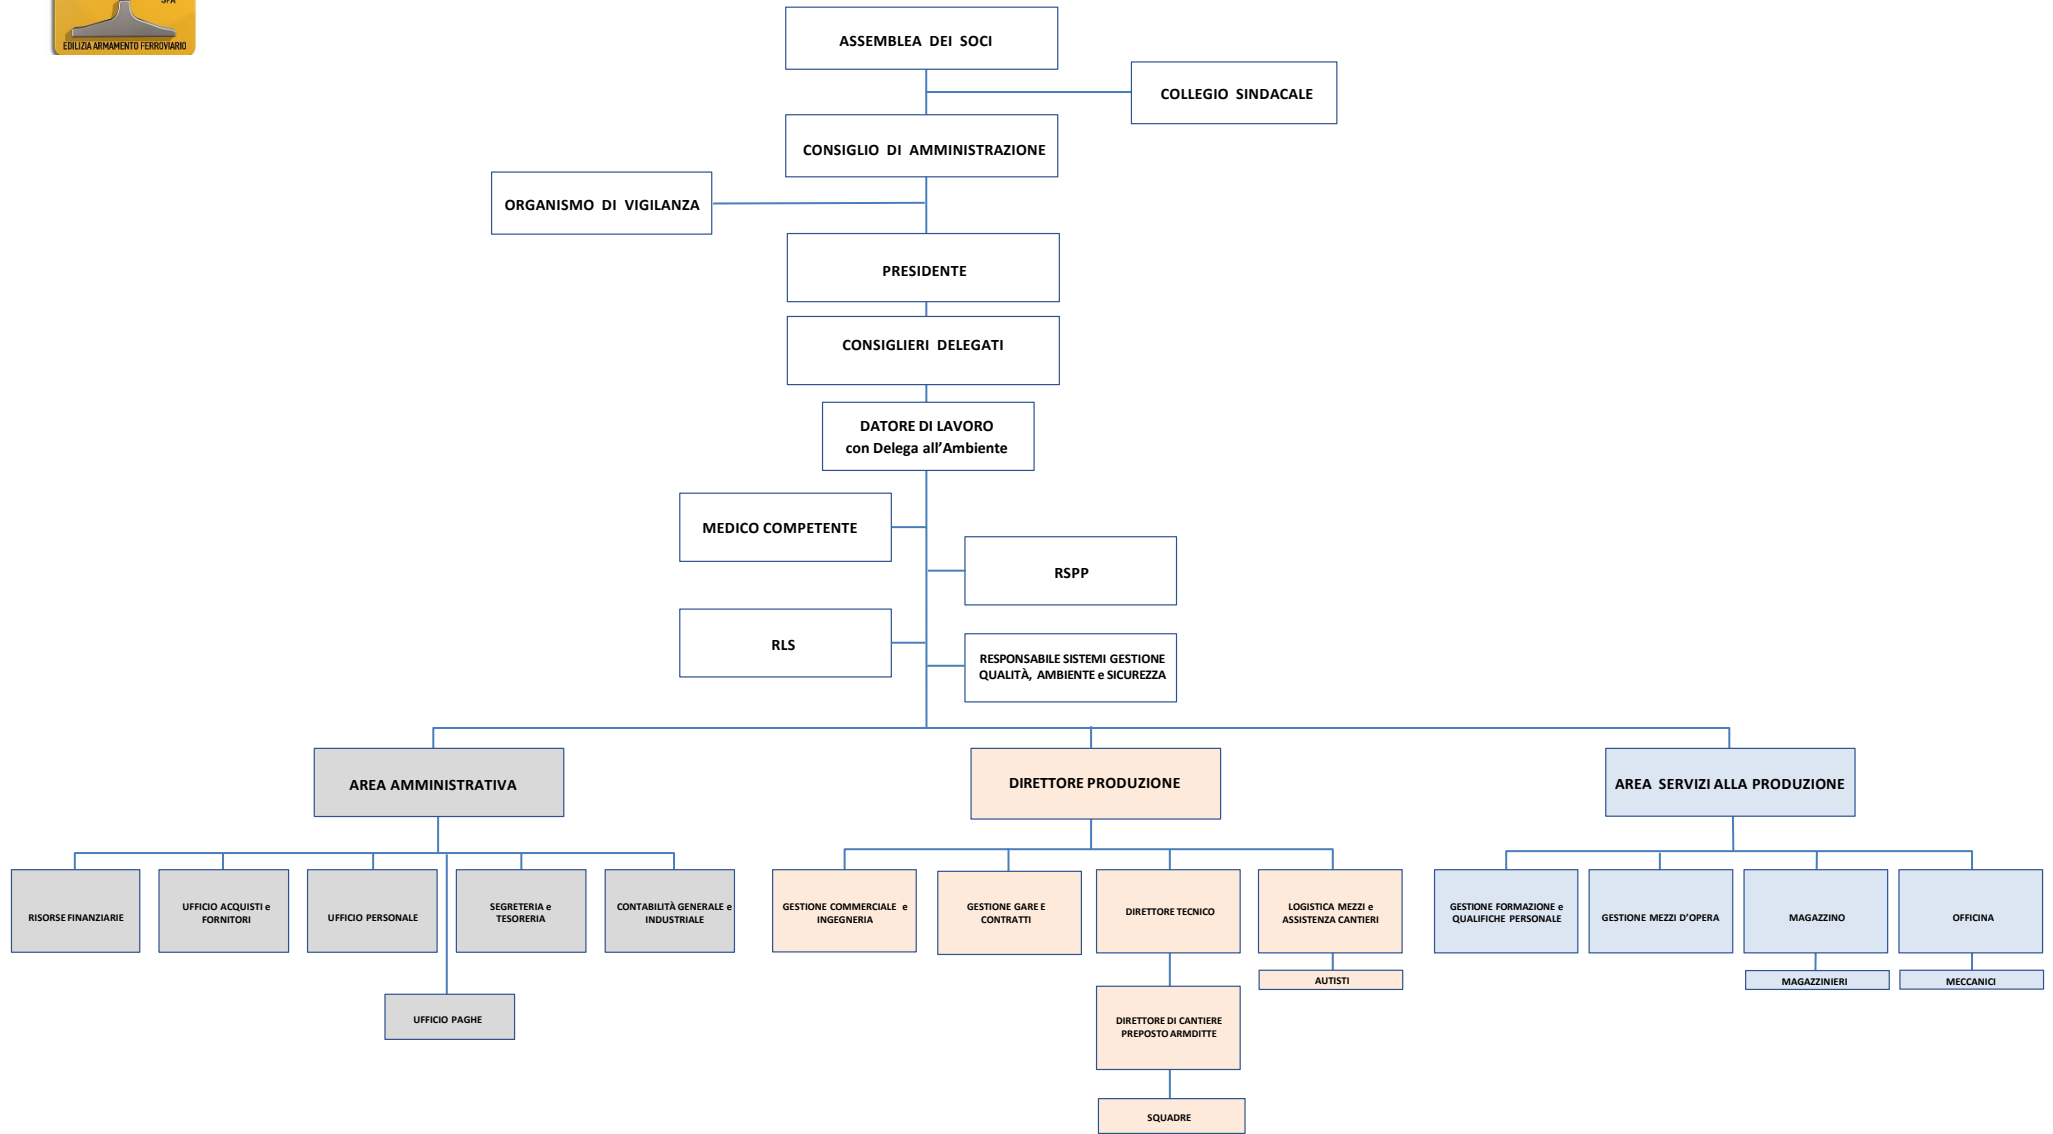 SPA
EDILIZIA ARMAMENTO FERROVIARIO
ASSEMBLEA DEI SOCI
COLLEGIO SINDACALE
CONSIGLIO DI AMMINISTRAZIONE
ORGANISMO DI VIGILANZA
PRESIDENTE
CONSIGLIERI DELEGATI
DATORE DI LAVORO
con Delega all’Ambiente
MEDICO COMPETENTE
RSPP
RLS
RESPONSABILE SISTEMI GESTIONE
QUALITÀ, AMBIENTE e SICUREZZA
AREA AMMINISTRATIVA
DIRETTORE PRODUZIONE
AREA SERVIZI ALLA PRODUZIONE
RISORSE FINANZIARIE
UFFICIO ACQUISTI e
FORNITORI
UFFICIO PERSONALE
SEGRETERIA e
TESORERIA
CONTABILITÀ GENERALE e
INDUSTRIALE
GESTIONE COMMERCIALE e
INGEGNERIA
GESTIONE GARE E
CONTRATTI
DIRETTORE TECNICO
LOGISTICA MEZZI e
ASSISTENZA CANTIERI
GESTIONE FORMAZIONE e
QUALIFICHE PERSONALE
GESTIONE MEZZI D’OPERA
MAGAZZINO
OFFICINA
AUTISTI
MAGAZZINIERI
MECCANICI
UFFICIO PAGHE
DIRETTORE DI CANTIERE
PREPOSTO ARMDITTE
SQUADRE